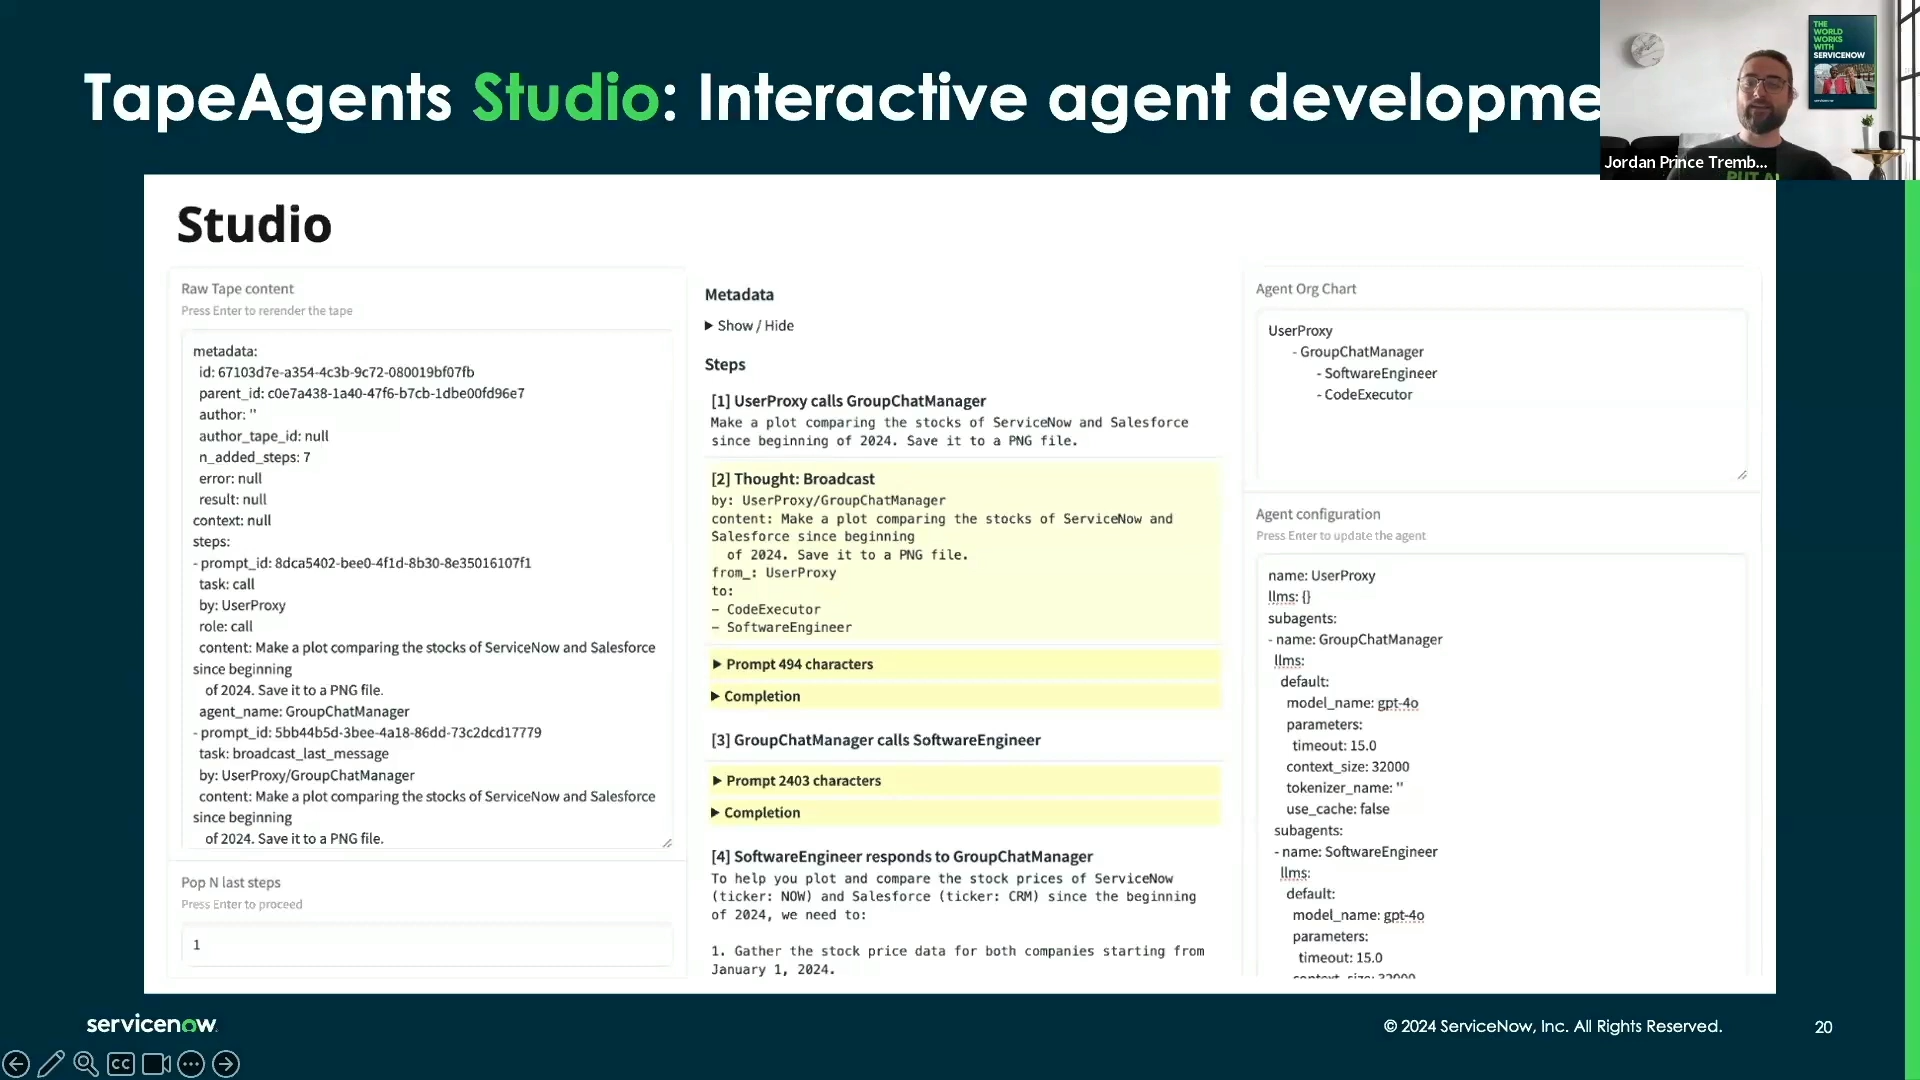 TapeAgents Studio: Interactive agent developme
THE
WORLD
WORKS
WITH
SERVICENOW
Jordan Prince Tremb...
PUT AI
Studio
Raw Tape content
Press Enter to rerender the tape
metadata:
id: 67103d7e-a354-4c3b-9c72-080019bf07fb
parent_id: c0e7a438-1a40-47f6-b7cb-1dbe00fd96e7
author: ''
author_tape_id: null
n_added_steps: 7
error: null
result: null
context: null
steps:
- prompt_id: 8dca5402-bee0-4f1d-8b30-8e35016107f1
task: call
by: UserProxy
role: call
content: Make a plot comparing the stocks of ServiceNow and Salesforce
since beginning
of 2024. Save it to a PNG file.
agent_name: GroupChatManager
- prompt_id: 5bb44b5d-3bee-4a18-86dd-73c2dcd17779
task: broadcast_last_message
by: UserProxy/GroupChatManager
content: Make a plot comparing the stocks of ServiceNow and Salesforce
since beginning
of 2024. Save it to a PNG file.
Pop N last steps
Press Enter to proceed
1
Metadata
▶ Show / Hide
Steps
[1] UserProxy calls GroupChatManager
Make a plot comparing the stocks of ServiceNow and Salesforce
since beginning of 2024. Save it to a PNG file.
[2] Thought: Broadcast
by: UserProxy/GroupChatManager
content: Make a plot comparing the stocks of ServiceNow and
Salesforce since beginning
of 2024. Save it to a PNG file.
from_: UserProxy
to:
– CodeExecutor
– SoftwareEngineer
▶ Prompt 494 characters
▶ Completion
[3] GroupChatManager calls SoftwareEngineer
▶ Prompt 2403 characters
▶ Completion
[4] SoftwareEngineer responds to GroupChatManager
To help you plot and compare the stock prices of ServiceNow
(ticker: NOW) and Salesforce (ticker: CRM) since the beginning
of 2024, we need to:
1. Gather the stock price data for both companies starting from
January 1, 2024.
Agent Org Chart
UserProxy
- GroupChatManager
- SoftwareEngineer
- CodeExecutor
Agent configuration
Press Enter to update the agent
name: UserProxy
llms: {}
subagents:
- name: GroupChatManager
llms:
default:
model_name: gpt-4o
parameters:
timeout: 15.0
context_size: 32000
tokenizer_name: ''
use_cache: false
subagents:
- name: SoftwareEngineer
llms:
default:
model_name: gpt-4o
parameters:
timeout: 15.0
context_size: 32000
servicenow
© 2024 ServiceNow, Inc. All Rights Reserved.
20
CC